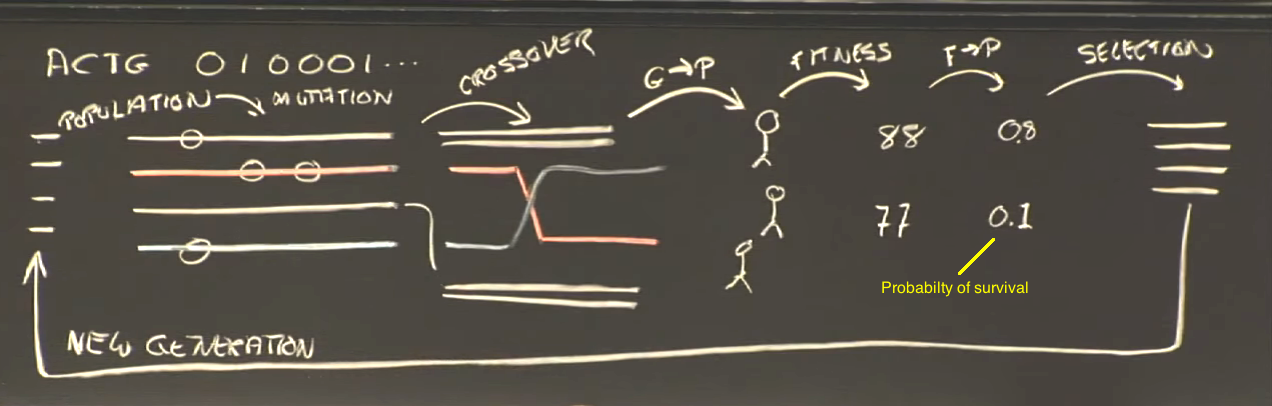 ACTG 010001...
POPULATION MUTATION
CROSSOVER
G→P
FITNESS
F→P
SELECTION
88 0.8
77 0.1
Probabilty of survival
NEW GENERATION